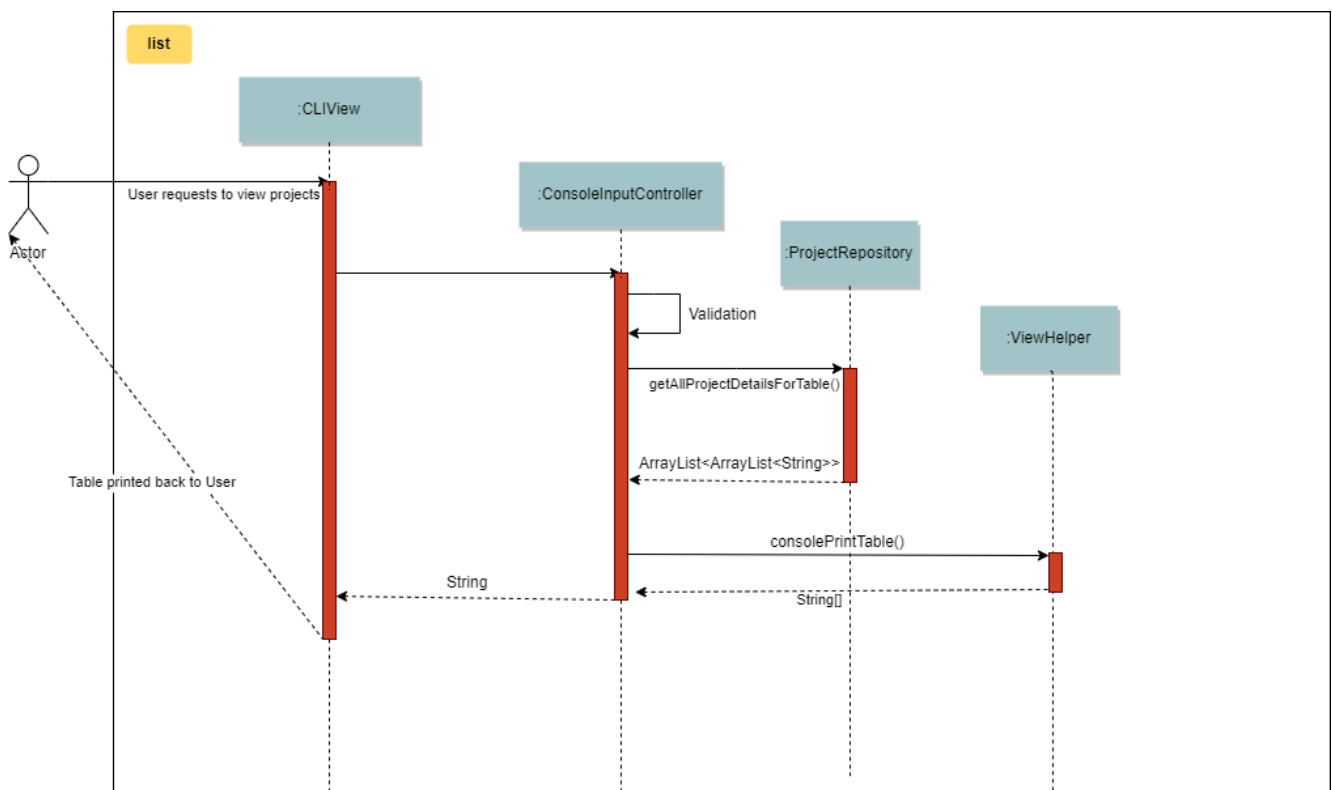 list
:CLIView
User requests to view projects
:ConsoleInputController
Actor
:ProjectRepository
Validation
:ViewHelper
getAllProjectDetailsForTable()
ArrayList<ArrayList<String>>
Table printed back to User
consolePrintTable()
String
String[]